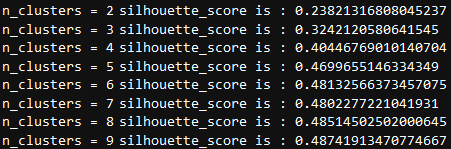 n_clusters = 2 silhouette_score is : 0.23821316808045237
n_clusters = 3 silhouette_score is : 0.3242120580641545
n_clusters = 4 silhouette_score is : 0.40446769010140704
n_clusters = 5 silhouette_score is : 0.4699655146334349
n_clusters = 6 silhouette_score is : 0.48132566373457075
n_clusters = 7 silhouette_score is : 0.4802277221041931
n_clusters = 8 silhouette_score is : 0.48514502502000645
n_clusters = 9 silhouette_score is : 0.48741913470774667